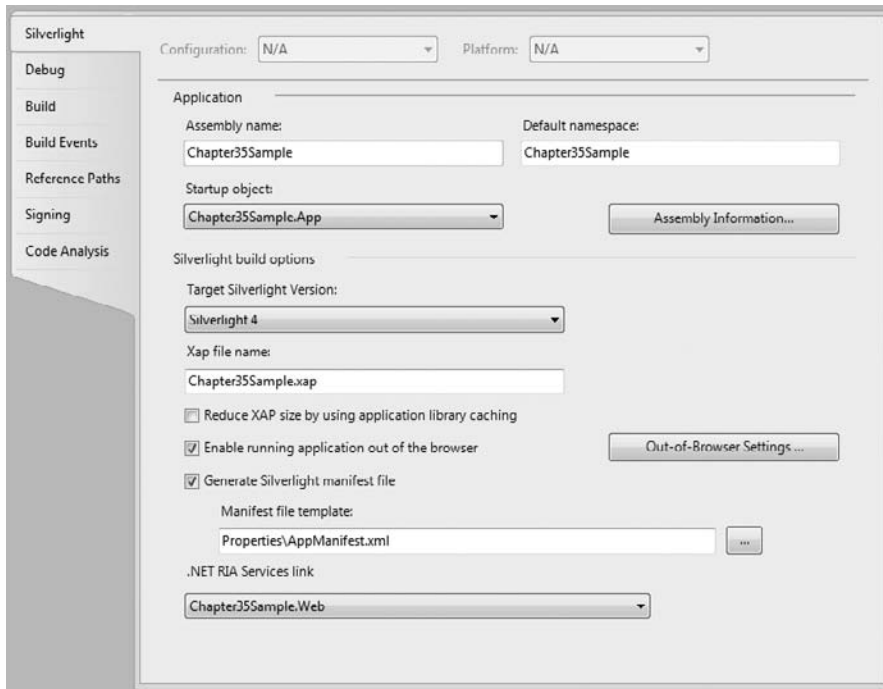 Silverlight
Debug
Build
Build Events
Reference Paths
Signing
Code Analysis
Configuration: N/A Platform: N/A
Application
Assembly name: Default namespace:
Chapter35Sample Chapter35Sample
Startup object:
Chapter35Sample.App Assembly Information...
Silverlight build options
Target Silverlight Version:
Silverlight 4
Xap file name:
Chapter35Sample.xap
Reduce XAP size by using application library caching
Enable running application out of the browser Out-of-Browser Settings ...
Generate Silverlight manifest file
Manifest file template:
Properties\AppManifest.xml ...
.NET RIA Services link
Chapter35Sample.Web